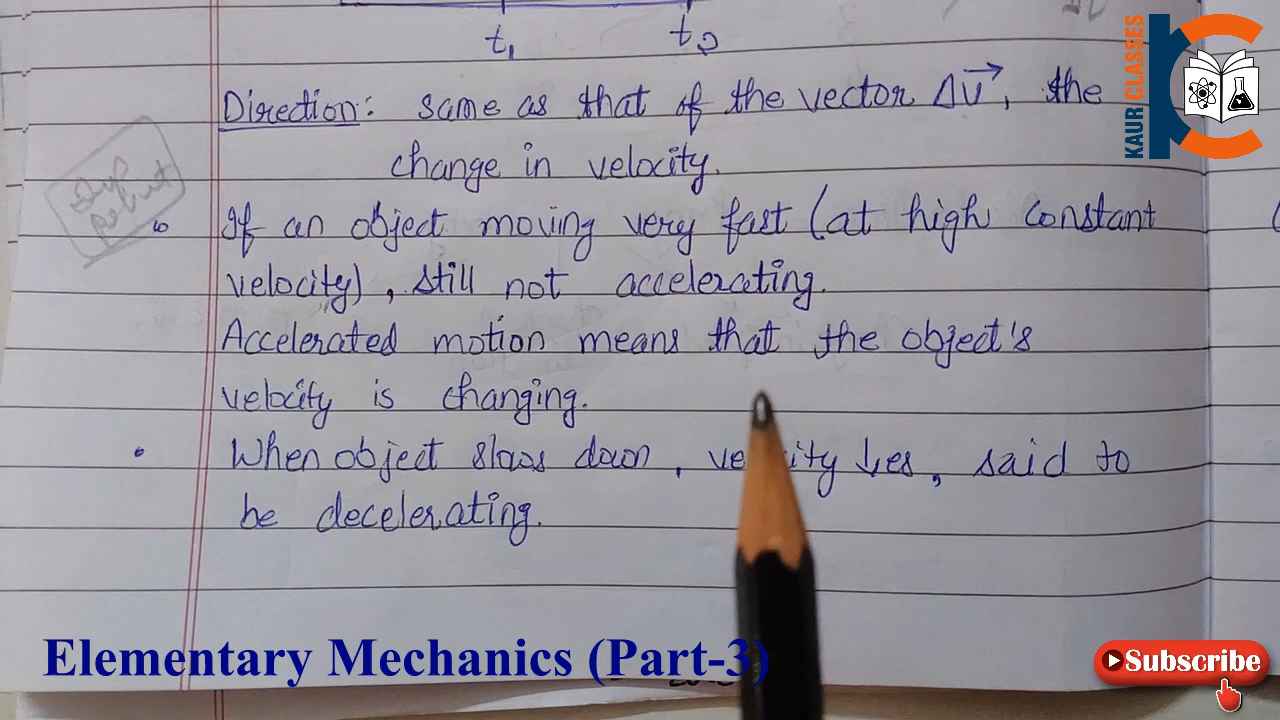 t₁ t₂
KAUR CLASSES
Direction: Same as that of the vector Δv⃗, the
change in velocity.
Imp point
If an object moving very fast (at high constant
velocity), still not accelerating.
Accelerated motion means that the object's
velocity is changing.
• When object slows down, velocity ↓es, said to
be decelerating.
Elementary Mechanics (Part-3)
Subscribe